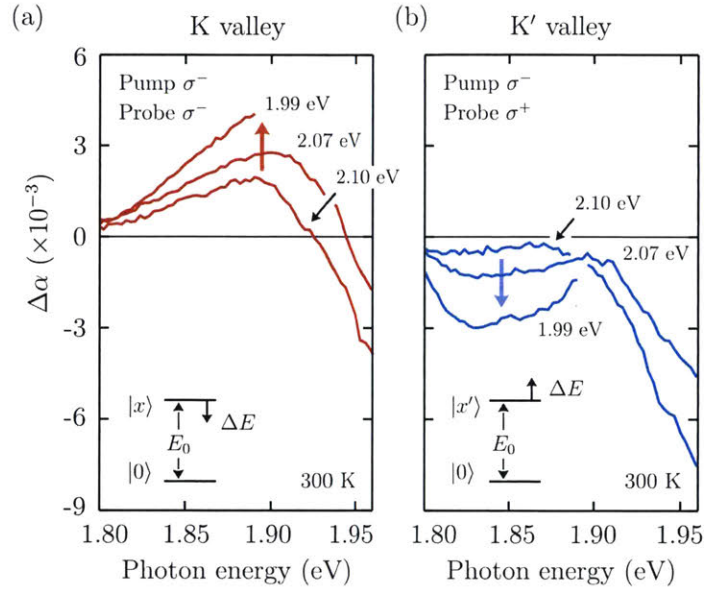 (a)
K valley
Pump σ⁻
Probe σ⁻
1.99 eV
2.07 eV
2.10 eV
6
3
0
-3
-6
-9
Δα (×10⁻³)
|x⟩
ΔE
E₀
|0⟩
300 K
1.80
1.85
1.90
1.95
Photon energy (eV)
(b)
K′ valley
Pump σ⁻
Probe σ⁺
2.10 eV
2.07 eV
1.99 eV
|x′⟩
ΔE
E₀
|0⟩
300 K
1.80
1.85
1.90
1.95
Photon energy (eV)